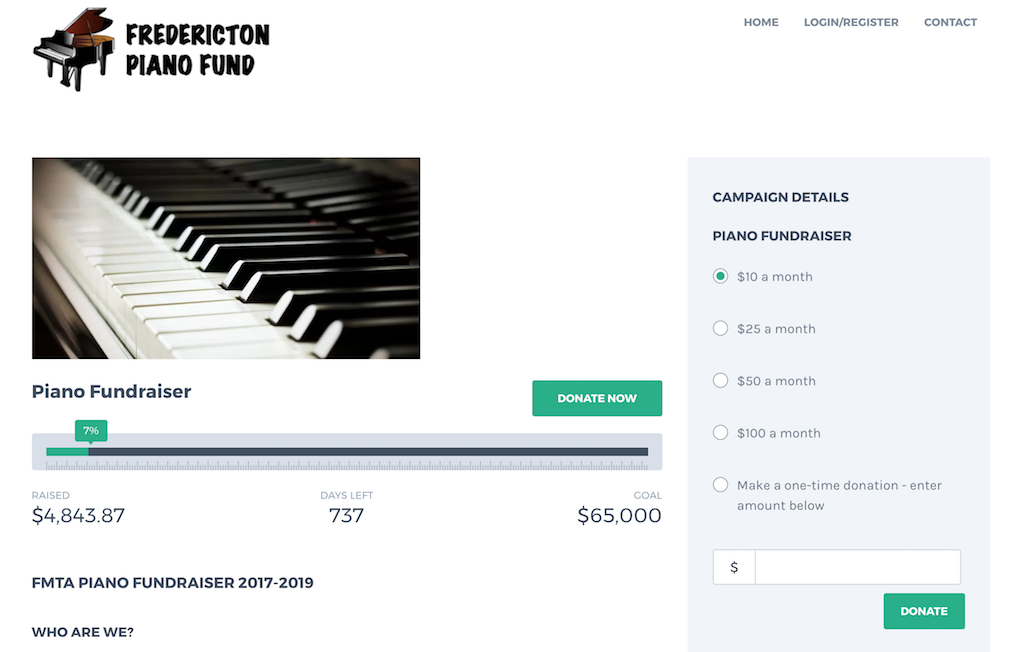 FREDERICTON
PIANO FUND
HOME LOGIN/REGISTER CONTACT
Piano Fundraiser
DONATE NOW
7%
RAISED
$4,843.87
DAYS LEFT
737
GOAL
$65,000
FMTA PIANO FUNDRAISER 2017-2019
WHO ARE WE?
CAMPAIGN DETAILS
PIANO FUNDRAISER
$10 a month
$25 a month
$50 a month
$100 a month
Make a one-time donation - enter
amount below
$
DONATE